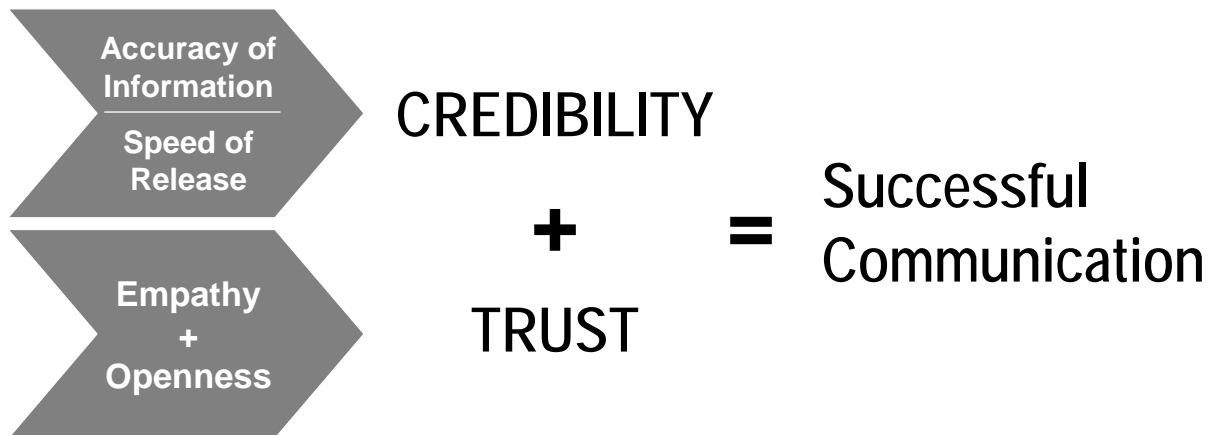 Accuracy of
Information
Speed of
Release
CREDIBILITY
+
TRUST
=
Successful
Communication
Empathy
+
Openness